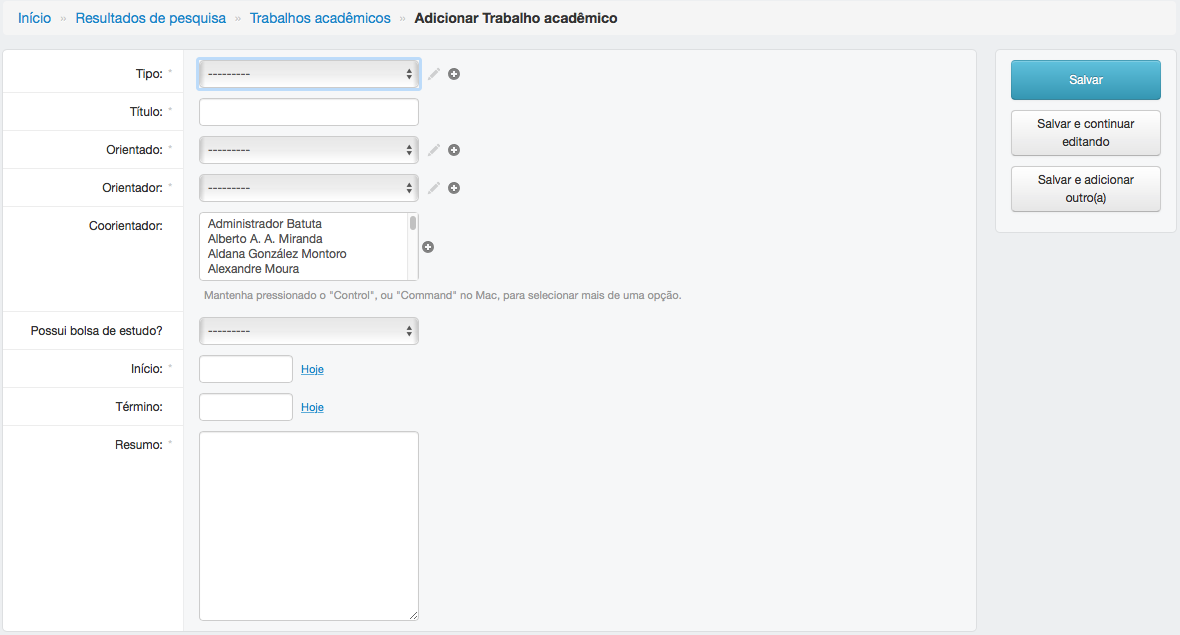 Início » Resultados de pesquisa » Trabalhos acadêmicos » Adicionar Trabalho acadêmico
Tipo: *
---------
Título: *
Orientado: *
---------
Orientador: *
---------
Coorientador:
Administrador Batuta
Alberto A. A. Miranda
Aldana González Montoro
Alexandre Moura
Mantenha pressionado o "Control", ou "Command" no Mac, para selecionar mais de uma opção.
Possui bolsa de estudo?
---------
Início: *
Hoje
Término:
Hoje
Resumo: *
Salvar
Salvar e continuar
editando
Salvar e adicionar
outro(a)